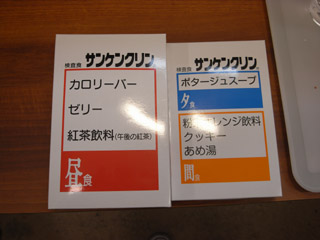 検査食 サンケンクリン
カロリーバー
ゼリー
紅茶飲料(午後の紅茶)
昼食
検査食 サンケンクリン
ポタージュスープ
夕食
レンジ飲料
クッキー
あめ湯
間食